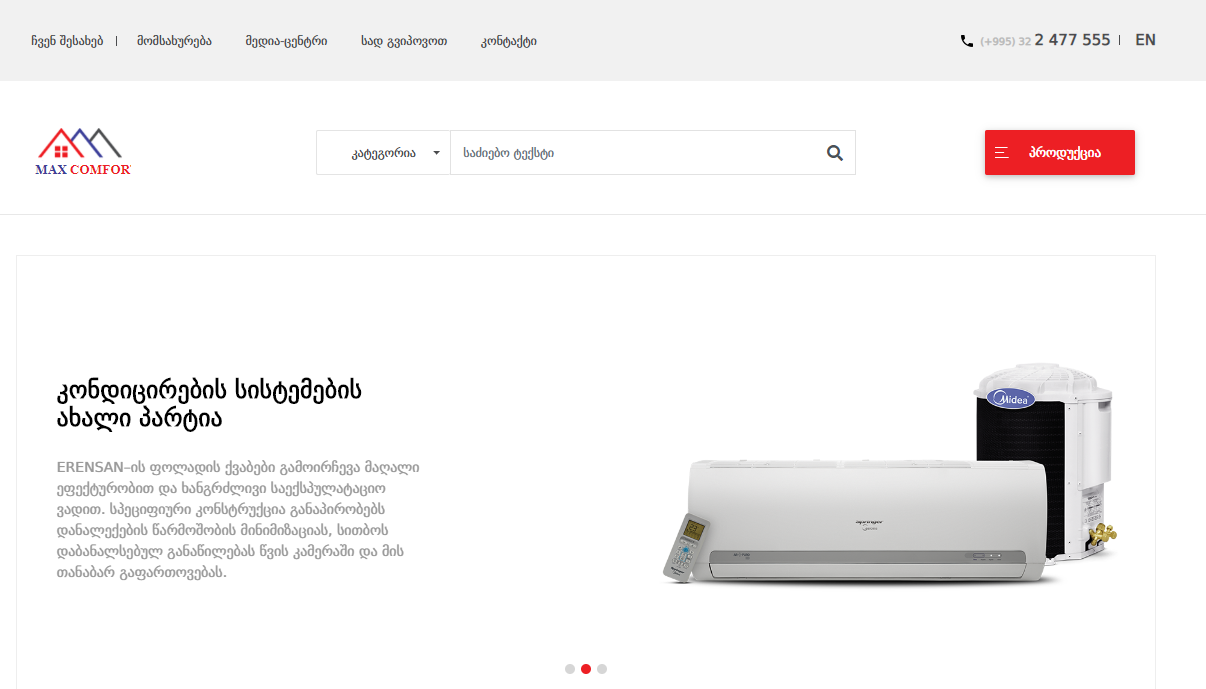 ჩვენ შესახებ | მომსახურება მედია-ცენტრი სად გვიპოვოთ კონტაქტი (+995) 32 2 477 555 | EN
MAX COMFOR
კატეგორია საძიებო ტექსტი პროდუქცია
კონდიცირების სისტემების
ახალი პარტია
ERENSAN–ის ფოლადის ქვაბები გამოირჩევა მაღალი
ეფექტურობით და ხანგრძლივი საექსპულატაციო
ვადით. სპეციფიური კონსტრუქცია განაპირობებს
დანალექების წარმოშობის მინიმიზაციას, სითბოს
დაბანალსებულ განაწილებას წვის კამერაში და მის
თანაბარ გაფართოვებას.
Midea
springer